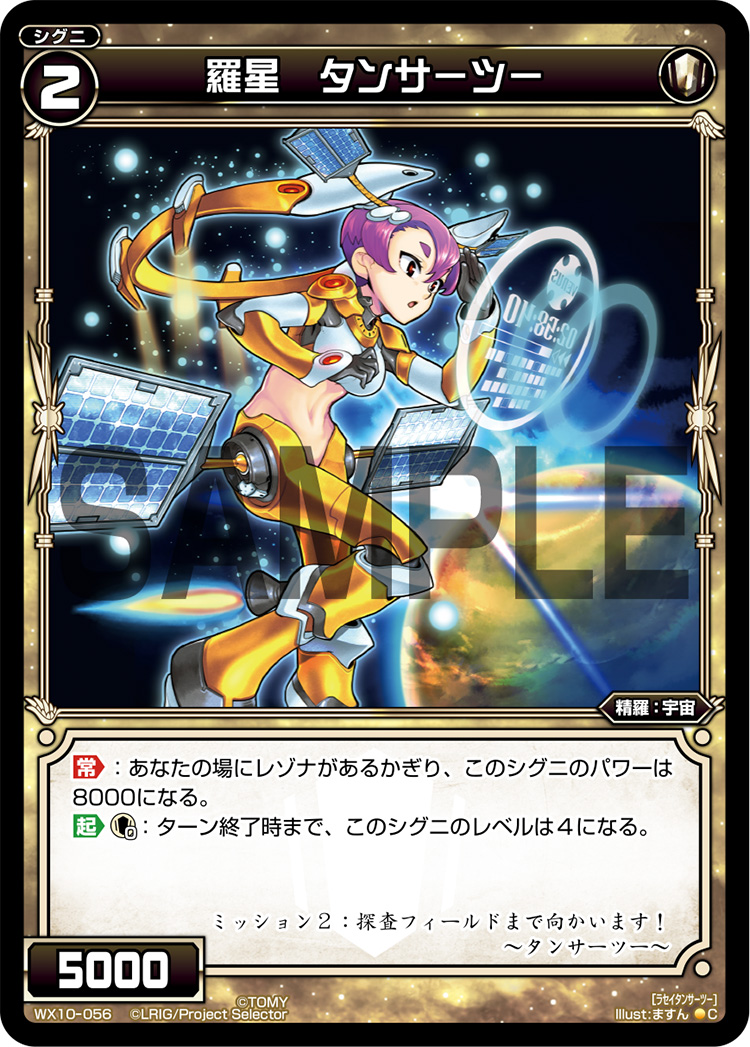 シグニ
2
羅星　タンサーツー
VENUS
02:58:40
SAMPLE
精羅：宇宙
常：あなたの場にレゾナがあるかぎり、このシグニのパワーは
8000になる。
起 0：ターン終了時まで、このシグニのレベルは４になる。
ミッション２：探査フィールドまで向かいます！
～タンサーツー～
5000
WX10-056
©TOMY
©LRIG/Project Selector
[ラセイタンサーツー]
Illust:ますん C